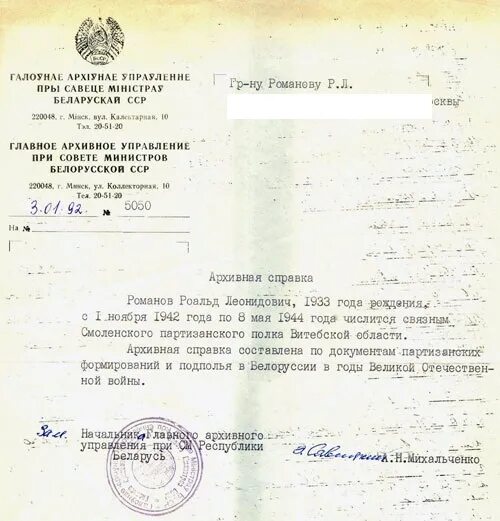 ГАЛОЎНАЕ АРХІЎНАЕ УПРАЎЛЕННЕ
ПРЫ САВЕЦЕ МІНІСТРАЎ
БЕЛАРУСКАЙ ССР
220048, г. Мінск, вул. Калектарная, 10
Тэл. 20-51-20
ГЛАВНОЕ АРХИВНОЕ УПРАВЛЕНИЕ
ПРИ СОВЕТЕ МИНИСТРОВ
БЕЛОРУССКОЙ ССР
220048, г. Минск, ул. Коллекторная, 10
Тел. 20-51-20
3.01.92. № 5050
На №
Гр-ну Романову Р.Л.
осквы
Архивная справка
Романов Роальд Леонидович, 1933 года рождения,
с 1 ноября 1942 года по 8 мая 1944 года числится связным
Смоленского партизанского полка Витебской области.
Архивная справка составлена по документам партизанских
формирований и подполья в Белоруссии в годы Великой Отечествен-
ной войны.
Зам. Начальника Главного архивного
управления при СМ Республики
Беларусь
А.Н.Михальченко